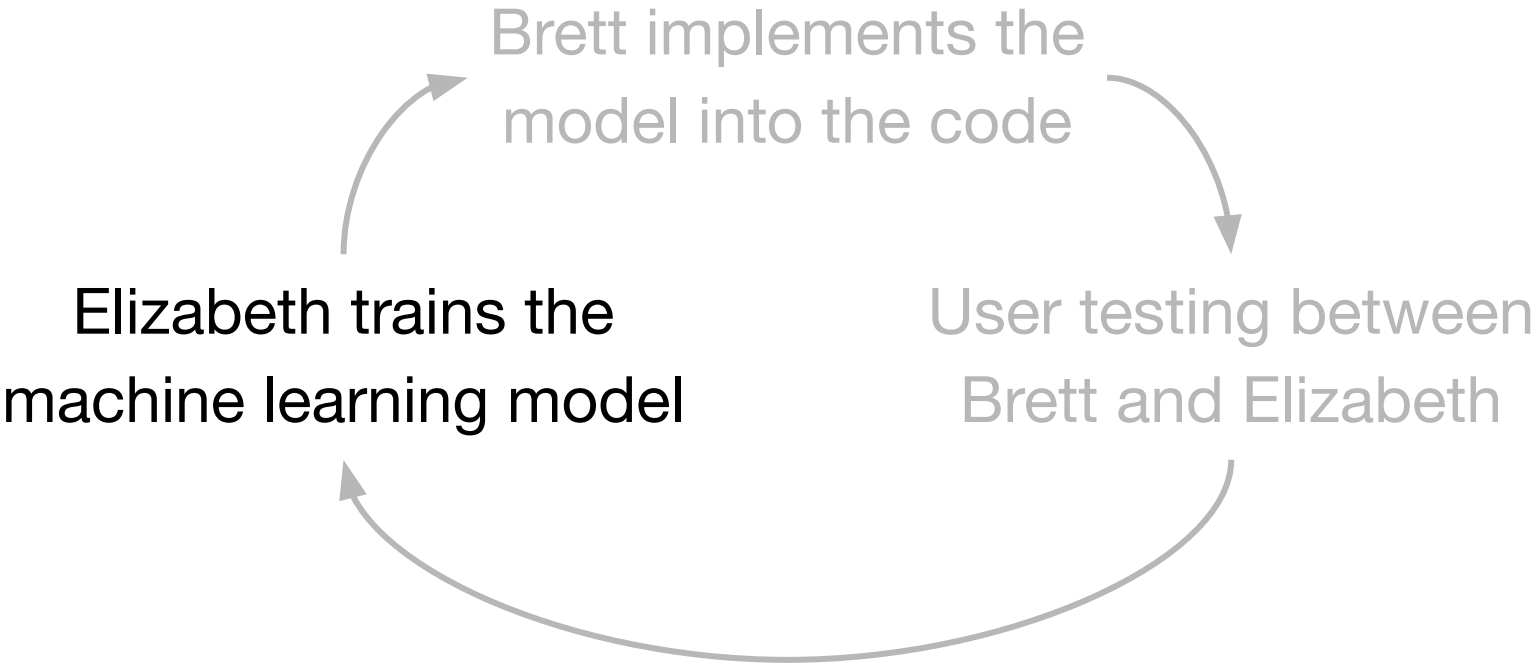 Brett implements the
model into the code
Elizabeth trains the
machine learning model
User testing between
Brett and Elizabeth